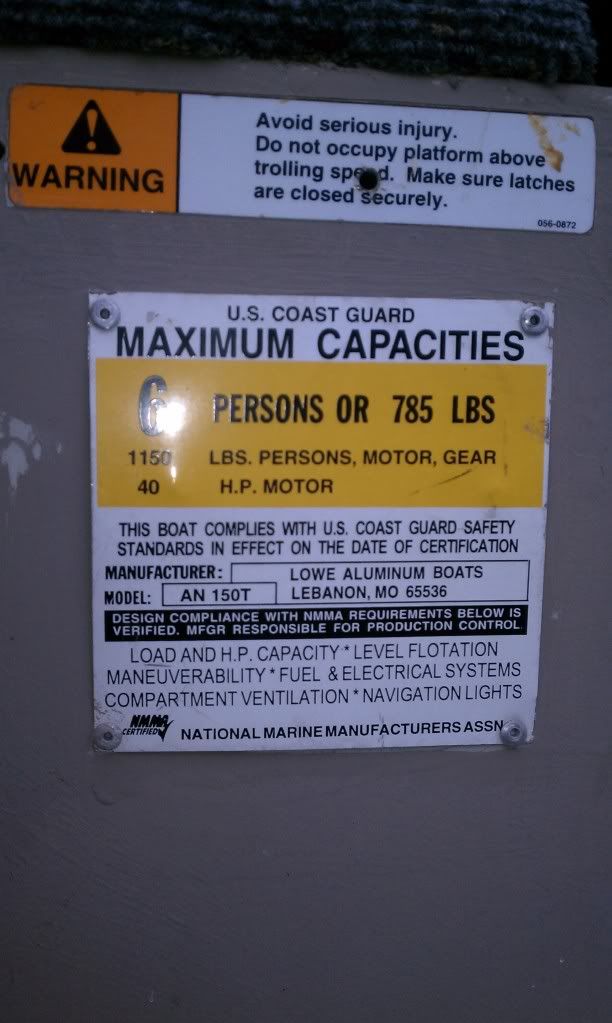 WARNING
Avoid serious injury.
Do not occupy platform above
trolling speed. Make sure latches
are closed securely.
056-0872
U.S. COAST GUARD
MAXIMUM CAPACITIES
6 PERSONS OR 785 LBS
1150 LBS. PERSONS, MOTOR, GEAR
40 H.P. MOTOR
THIS BOAT COMPLIES WITH U.S. COAST GUARD SAFETY
STANDARDS IN EFFECT ON THE DATE OF CERTIFICATION
MANUFACTURER: LOWE ALUMINUM BOATS
MODEL: AN 150T LEBANON, MO 65536
DESIGN COMPLIANCE WITH NMMA REQUIREMENTS BELOW IS
VERIFIED. MFGR RESPONSIBLE FOR PRODUCTION CONTROL.
LOAD AND H.P. CAPACITY * LEVEL FLOTATION
MANEUVERABILITY * FUEL & ELECTRICAL SYSTEMS
COMPARTMENT VENTILATION * NAVIGATION LIGHTS
NMMA
CERTIFIED
NATIONAL MARINE MANUFACTURERS ASSN